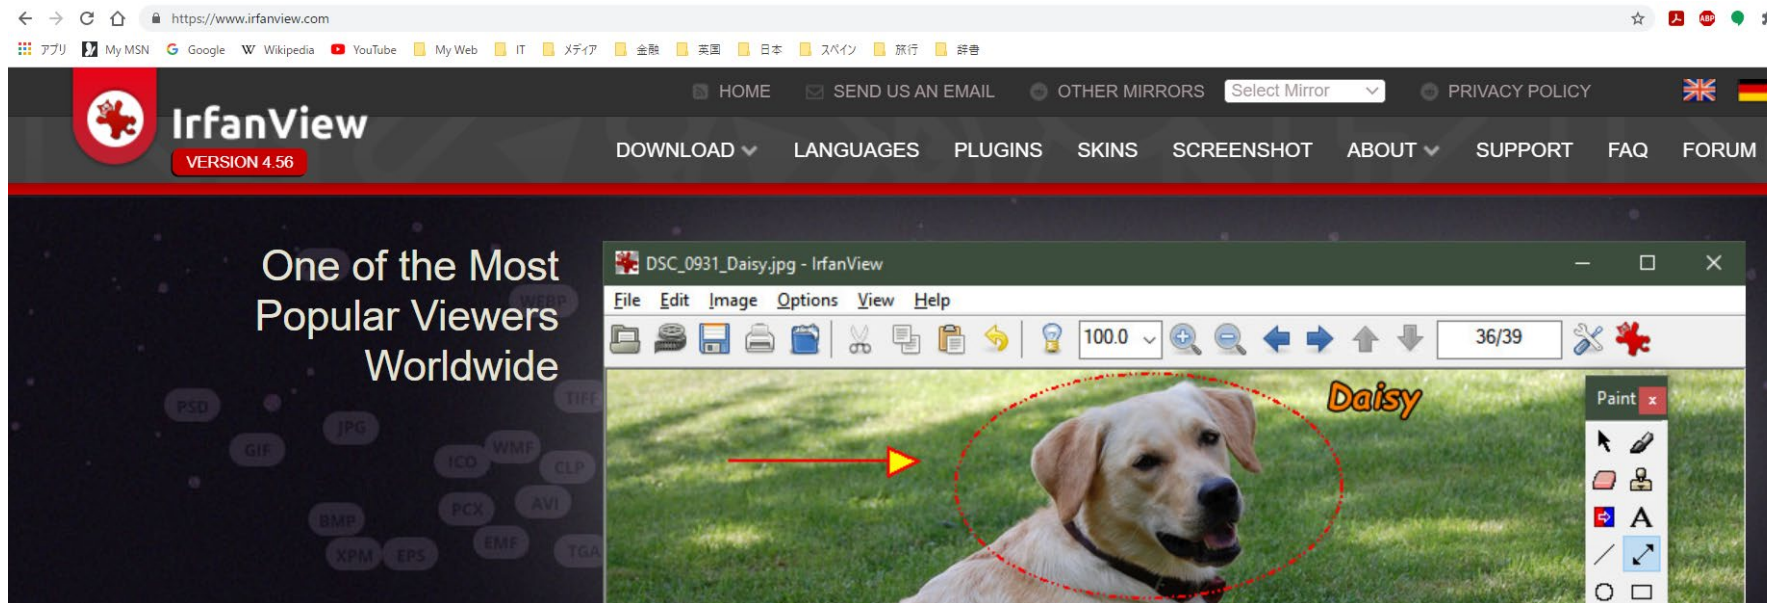 https://www.irfanview.com
アプリ My MSN Google Wikipedia YouTube My Web IT メディア 金融 英国 日本 スペイン 旅行 辞書
HOME SEND US AN EMAIL OTHER MIRRORS Select Mirror PRIVACY POLICY
IrfanView
VERSION 4.56
DOWNLOAD LANGUAGES PLUGINS SKINS SCREENSHOT ABOUT SUPPORT FAQ FORUM
One of the Most
Popular Viewers
Worldwide
WEBP
PSD
TIFF
JPG
GIF
WMF
ICO
CLP
AVI
PCX
BMP
EMF
XPM
EPS
TGA
DSC_0931_Daisy.jpg - IrfanView
File Edit Image Options View Help
100.0 36/39
Daisy
Paint x
A
ABP